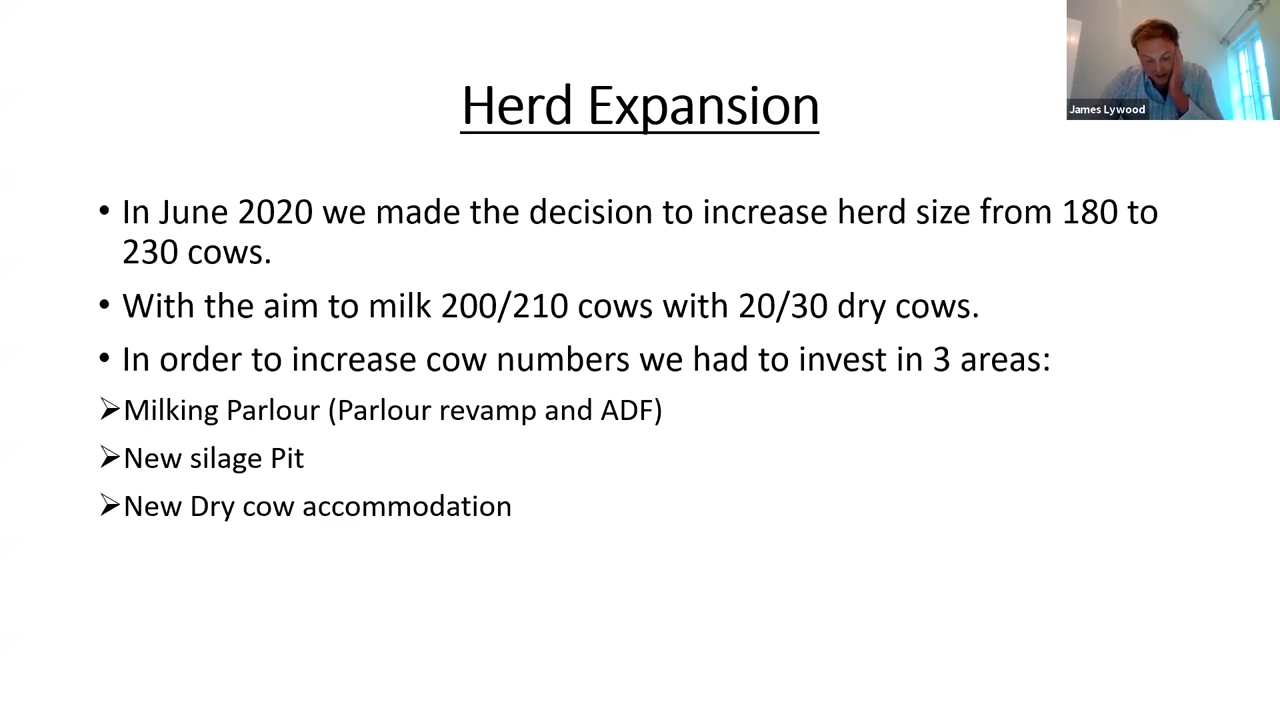 Herd Expansion
James Lywood
• In June 2020 we made the decision to increase herd size from 180 to
230 cows.
• With the aim to milk 200/210 cows with 20/30 dry cows.
• In order to increase cow numbers we had to invest in 3 areas:
➢Milking Parlour (Parlour revamp and ADF)
➢New silage Pit
➢New Dry cow accommodation